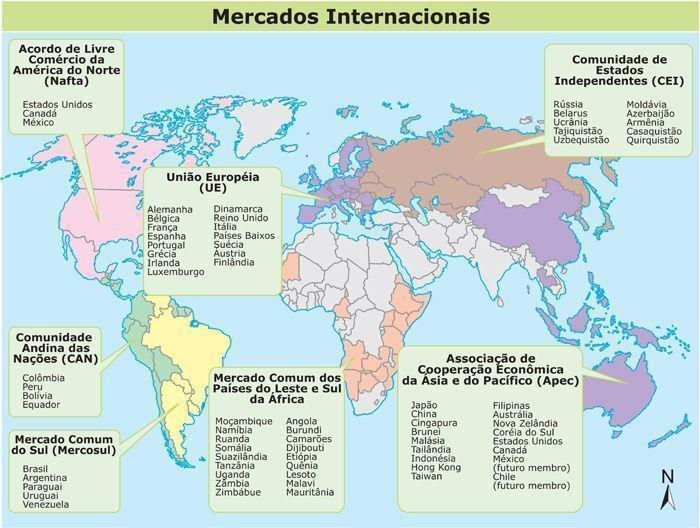 Mercados Internacionais
Acordo de Livre
Comércio da
América do Norte
(Nafta)
Estados Unidos
Canadá
México
Comunidade de
Estados
Independentes (CEI)
Rússia
Belarus
Ucrânia
Tajiquistão
Uzbequistão
Moldávia
Azerbaijão
Armênia
Casaquistão
Quirquistão
União Européia
(UE)
Alemanha
Bélgica
França
Espanha
Portugal
Grécia
Irlanda
Luxemburgo
Dinamarca
Reino Unido
Itália
Países Baixos
Suécia
Austria
Finlândia
Comunidade
Andina das
Nações (CAN)
Colômbia
Peru
Bolívia
Equador
Mercado Comum
do Sul (Mercosul)
Brasil
Argentina
Paraguai
Uruguai
Venezuela
Mercado Comum dos
Países do Leste e Sul
da África
Moçambique
Namíbia
Ruanda
Somália
Suazilândia
Tanzânia
Uganda
Zâmbia
Zimbábue
Angola
Burundi
Camarões
Djibouti
Etiópia
Quênia
Lesoto
Malavi
Mauritânia
Associação de
Cooperação Econômica
da Ásia e do Pacífico (Apec)
Japão
China
Cingapura
Brunei
Malásia
Tailândia
Indonésia
Hong Kong
Taiwan
Filipinas
Austrália
Nova Zelândia
Coréia do Sul
Estados Unidos
Canadá
México
(futuro membro)
Chile
(futuro membro)
N